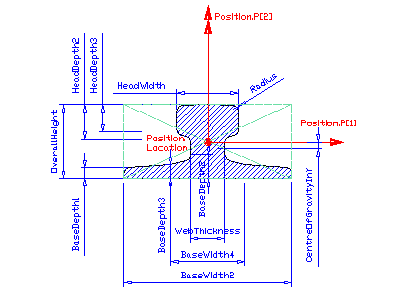 Position.P[2]
HeadDepth2
HeadDepth3
HeadWidth
Radius
Position.P[1]
OverallHeight
Position
Location
BaseDepth1
BaseDepth3
BaseDepth2
CentreOfGravityInY
WebThickness
BaseWidth4
BaseWidth2